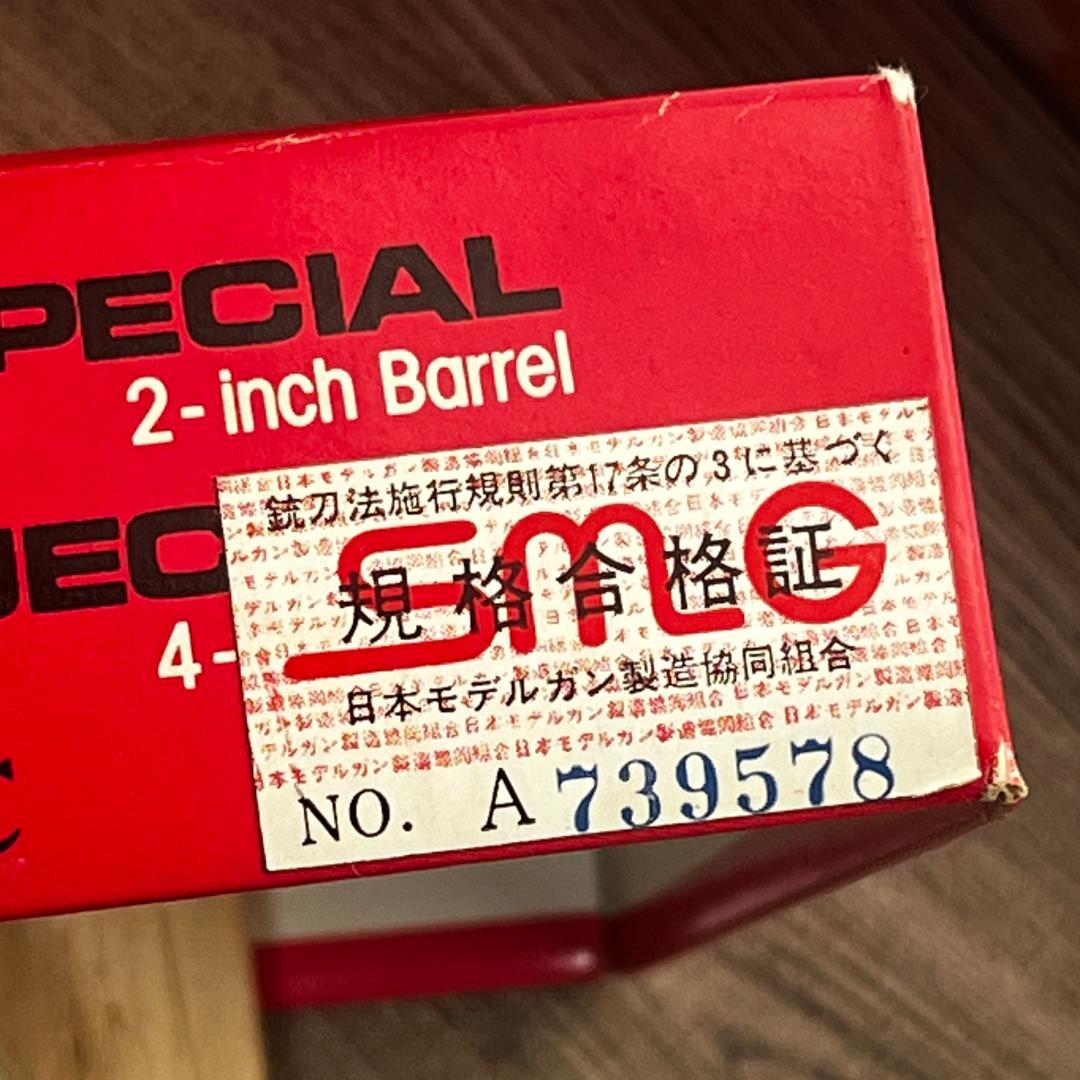 PECIAL
2-inch Barrel
銃刀法施行規則第17条の3に基づく
SMG
規格合格証
日本モデルガン製造協同組合
NO. A 739578
4-